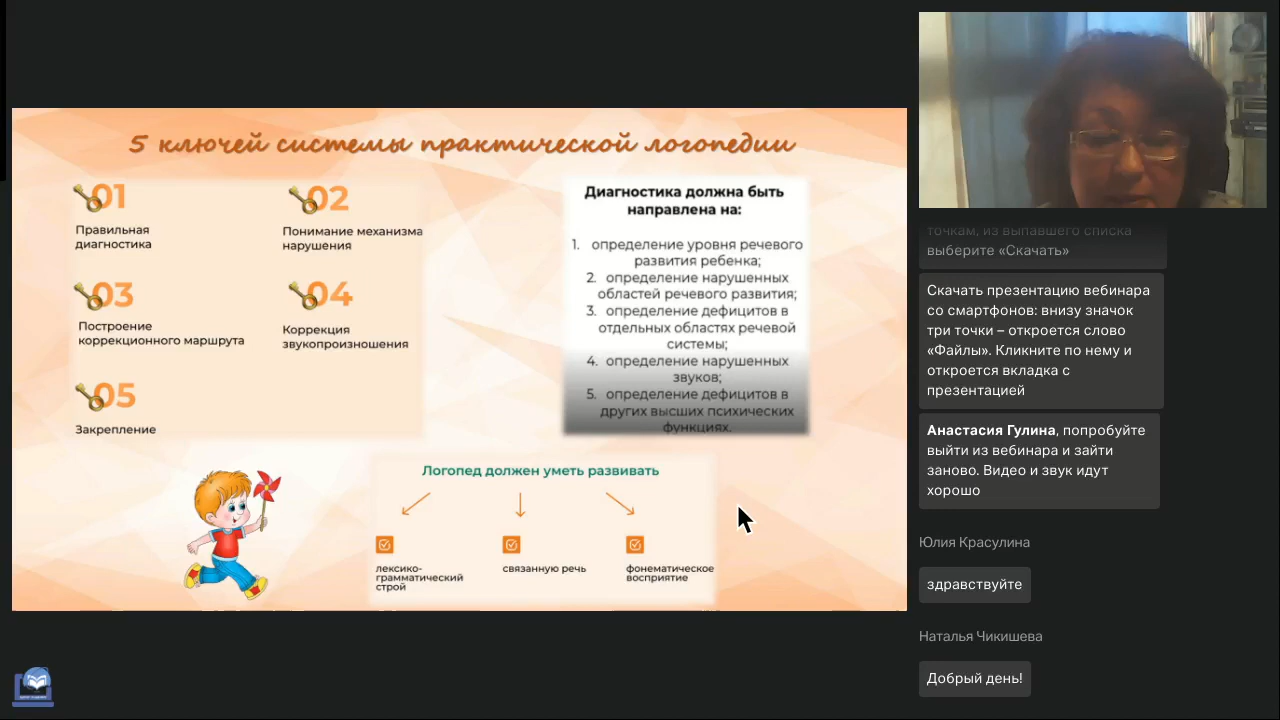 5 ключей системы практической логопедии
01
Правильная
диагностика
02
Понимание механизма
нарушения
03
Построение
коррекционного маршрута
04
Коррекция
звукопроизношения
05
Закрепление
Диагностика должна быть
направлена на:
1. определение уровня речевого
развития ребенка;
2. определение нарушенных
областей речевого развития;
3. определение дефицитов в
отдельных областях речевой
системы;
4. определение нарушенных
звуков;
5. определение дефицитов в
других высших психических
функциях.
Логопед должен уметь развивать
лексико-
грамматический
строй
связанную речь
фонематическое
восприятие
точкам, из выпавшего списка
выберите «Скачать»
Скачать презентацию вебинара
со смартфонов: внизу значок
три точки – откроется слово
«Файлы». Кликните по нему и
откроется вкладка с
презентацией
Анастасия Гулина, попробуйте
выйти из вебинара и зайти
заново. Видео и звук идут
хорошо
Юлия Красулина
здравствуйте
Наталья Чикишева
Добрый день!